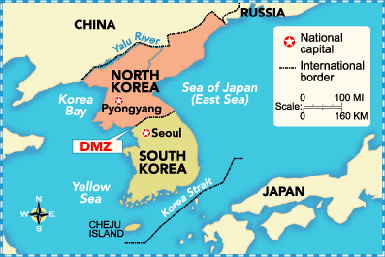 RUSSIA
CHINA
Yalu River
National
capital
International
border
Scale:
0 100 MI
0 160 KM
NORTH
KOREA
Pyongyang
Korea
Bay
Sea of Japan
(East Sea)
DMZ
Seoul
SOUTH
KOREA
Yellow
Sea
Korea Strait
JAPAN
CHEJU
ISLAND
N
W E
S